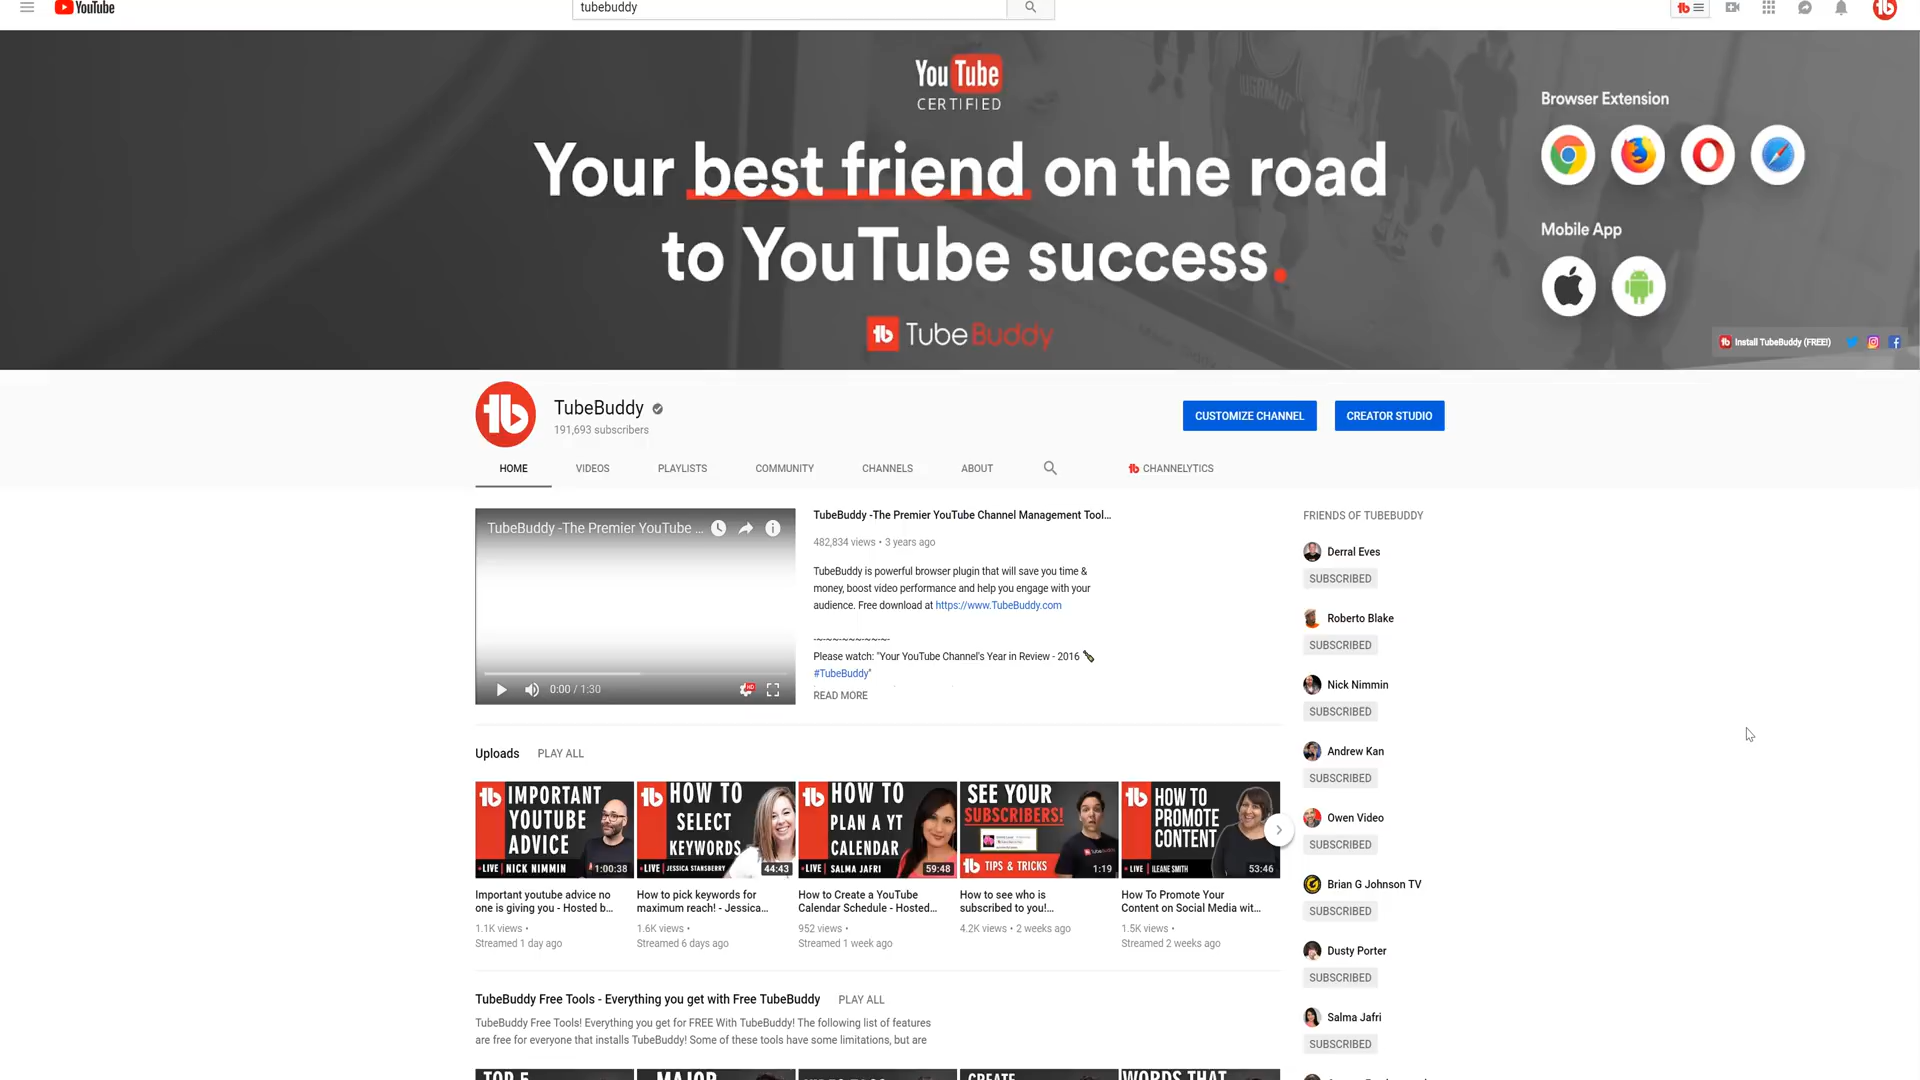 YouTube
tubebuddy
YouTube
CERTIFIED
Your best friend on the road
to YouTube success.
TubeBuddy
Browser Extension
Mobile App
Install TubeBuddy (FREE!)
TubeBuddy
191,693 subscribers
CUSTOMIZE CHANNEL
CREATOR STUDIO
HOME
VIDEOS
PLAYLISTS
COMMUNITY
CHANNELS
ABOUT
CHANNELYTICS
TubeBuddy -The Premier YouTube ...
0:00 / 1:30
TubeBuddy -The Premier YouTube Channel Management Tool...
482,834 views • 3 years ago
TubeBuddy is powerful browser plugin that will save you time &
money, boost video performance and help you engage with your
audience. Free download at https://www.TubeBuddy.com
-~-~~-~~~-~~-~-
Please watch: "Your YouTube Channel's Year in Review - 2016 🍾
#TubeBuddy"
READ MORE
FRIENDS OF TUBEBUDDY
Derral Eves
SUBSCRIBED
Roberto Blake
SUBSCRIBED
Nick Nimmin
SUBSCRIBED
Andrew Kan
SUBSCRIBED
Owen Video
SUBSCRIBED
Brian G Johnson TV
SUBSCRIBED
Dusty Porter
SUBSCRIBED
Salma Jafri
SUBSCRIBED
Uploads PLAY ALL
IMPORTANT
YOUTUBE
ADVICE
• LIVE | NICK NIMMIN
1:00:38
Important youtube advice no
one is giving you - Hosted b...
1.1K views •
Streamed 1 day ago
HOW TO
SELECT
KEYWORDS
• LIVE | JESSICA STANSBERRY
44:43
How to pick keywords for
maximum reach! - Jessica...
1.6K views •
Streamed 6 days ago
HOW TO
PLAN A YT
CALENDAR
• LIVE | SALMA JAFRI
59:48
How to Create a YouTube
Calendar Schedule - Hosted...
952 views •
Streamed 1 week ago
SEE YOUR
SUBSCRIBERS!
TIPS & TRICKS
1:19
How to see who is
subscribed to you!...
4.2K views • 2 weeks ago
HOW TO
PROMOTE
CONTENT
• LIVE | ILEANE SMITH
53:46
How To Promote Your
Content on Social Media wit...
1.5K views •
Streamed 2 weeks ago
TubeBuddy Free Tools - Everything you get with Free TubeBuddy PLAY ALL
TubeBuddy Free Tools! Everything you get for FREE With TubeBuddy! The following list of features
are free for everyone that installs TubeBuddy! Some of these tools have some limitations, but are
TOP 5
MAJOR
VIDEO TAGS
CREATE
WORDS THAT